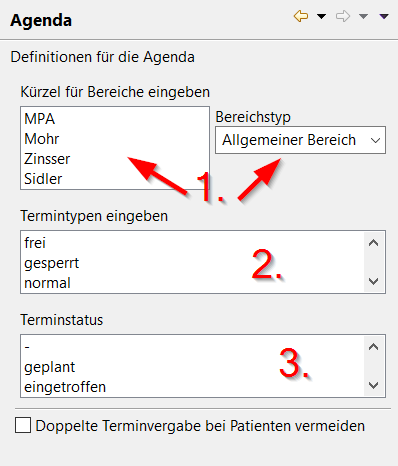 Agenda
Definitionen für die Agenda
Kürzel für Bereiche eingeben
MPA
Mohr
Zinsser
Sidler
Bereichstyp
Allgemeiner Bereich
1.
Termintypen eingeben
frei
gesperrt
normal
2.
Terminstatus
-
geplant
eingetroffen
3.
Doppelte Terminvergabe bei Patienten vermeiden